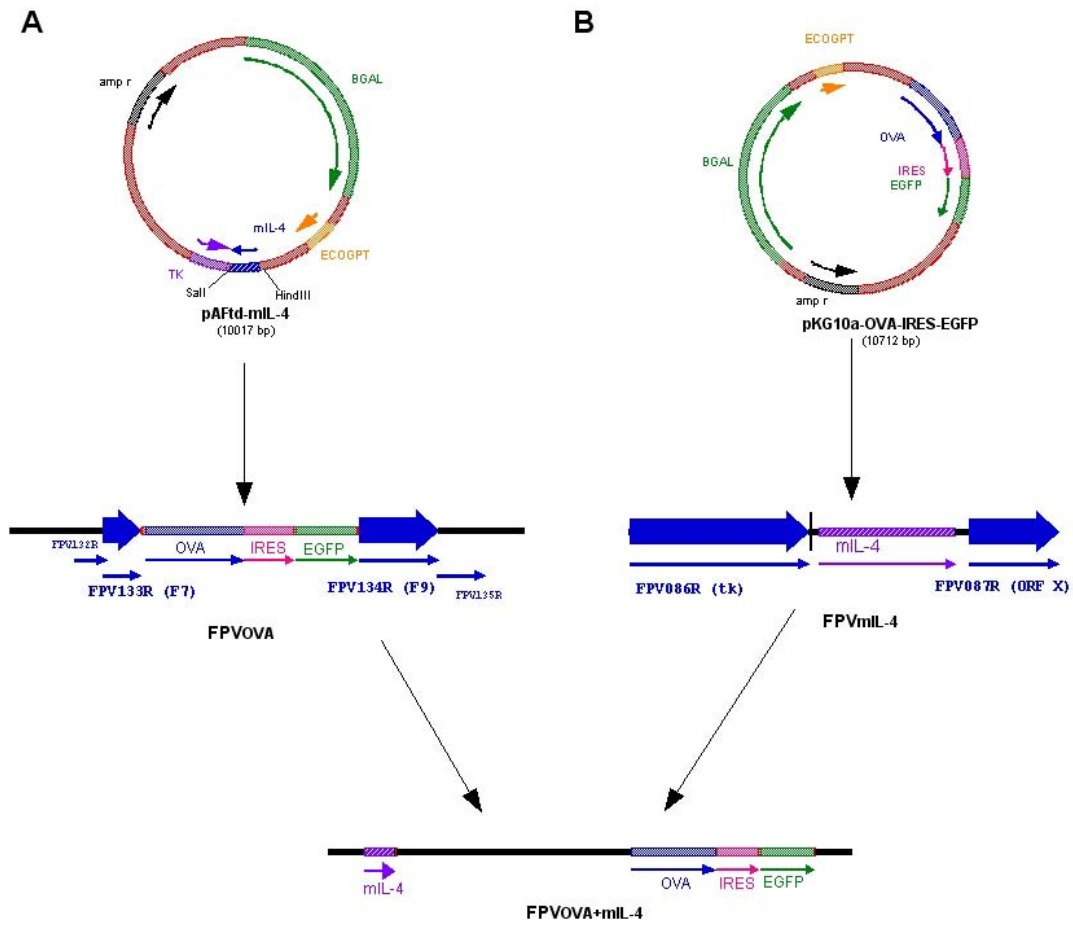 A
amp r
BGAL
mIL-4
ECOGPT
TK
SalI
HindIII
pAFtd-mIL-4
(10017 bp)
B
ECOGPT
OVA
BGAL
IRES
EGFP
amp r
pKG10a-OVA-IRES-EGFP
(10712 bp)
FPV132R
OVA
IRES
EGFP
FPV133R (F7)
FPV134R (F9)
FPV135R
FPVOVA
mIL-4
FPV086R (tk)
FPV087R (ORF X)
FPVmIL-4
mIL-4
OVA
IRES
EGFP
FPVOVA+mIL-4